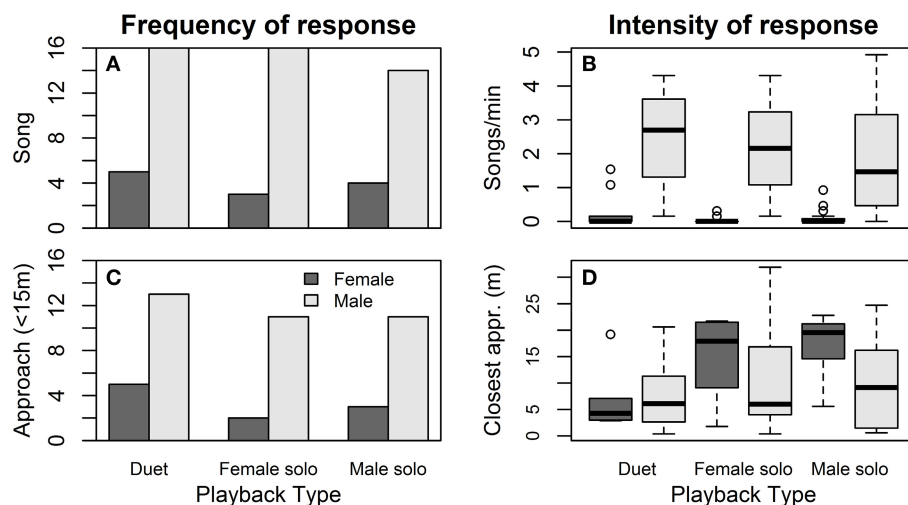 Frequency of response
Intensity of response
A
Song
0
4
8
12
16
B
Songs/min
0
1
2
3
4
5
C
Female
Male
Approach (<15m)
0
4
8
12
16
Duet
Female solo
Male solo
Playback Type
D
Closest appr. (m)
0
5
15
25
Duet
Female solo
Male solo
Playback Type